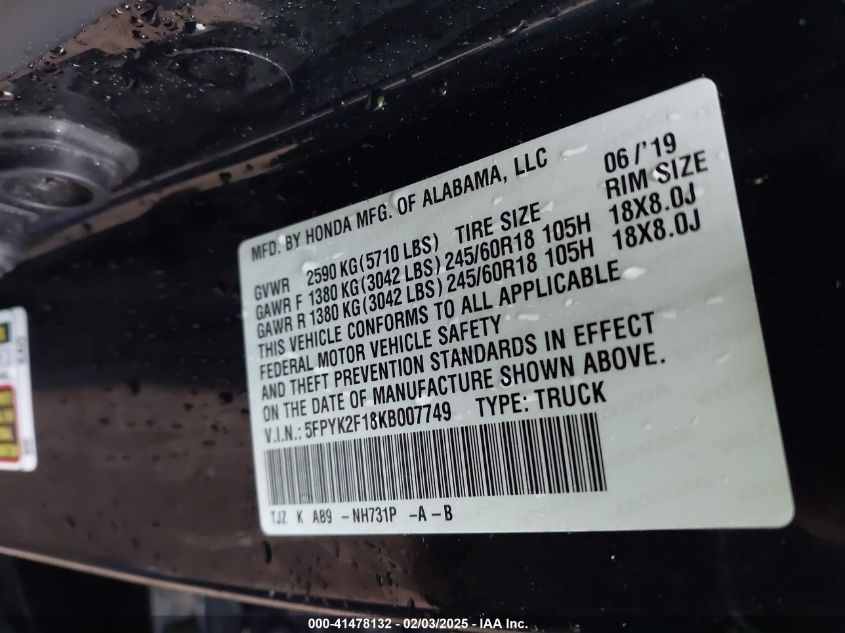 MFD. BY HONDA MFG. OF ALABAMA, LLC 06/'19
GVWR 2590 KG(5710 LBS) TIRE SIZE RIM SIZE
GAWR F 1380 KG(3042 LBS) 245/60R18 105H 18X8.0J
GAWR R 1380 KG(3042 LBS) 245/60R18 105H 18X8.0J
THIS VEHICLE CONFORMS TO ALL APPLICABLE
FEDERAL MOTOR VEHICLE SAFETY
AND THEFT PREVENTION STANDARDS IN EFFECT
ON THE DATE OF MANUFACTURE SHOWN ABOVE.
V.I.N.: 5FPYK2F18KB007749 TYPE: TRUCK
TJZ K AB9 -NH731P -A-B
000-41478132 - 02/03/2025 - IAA Inc.